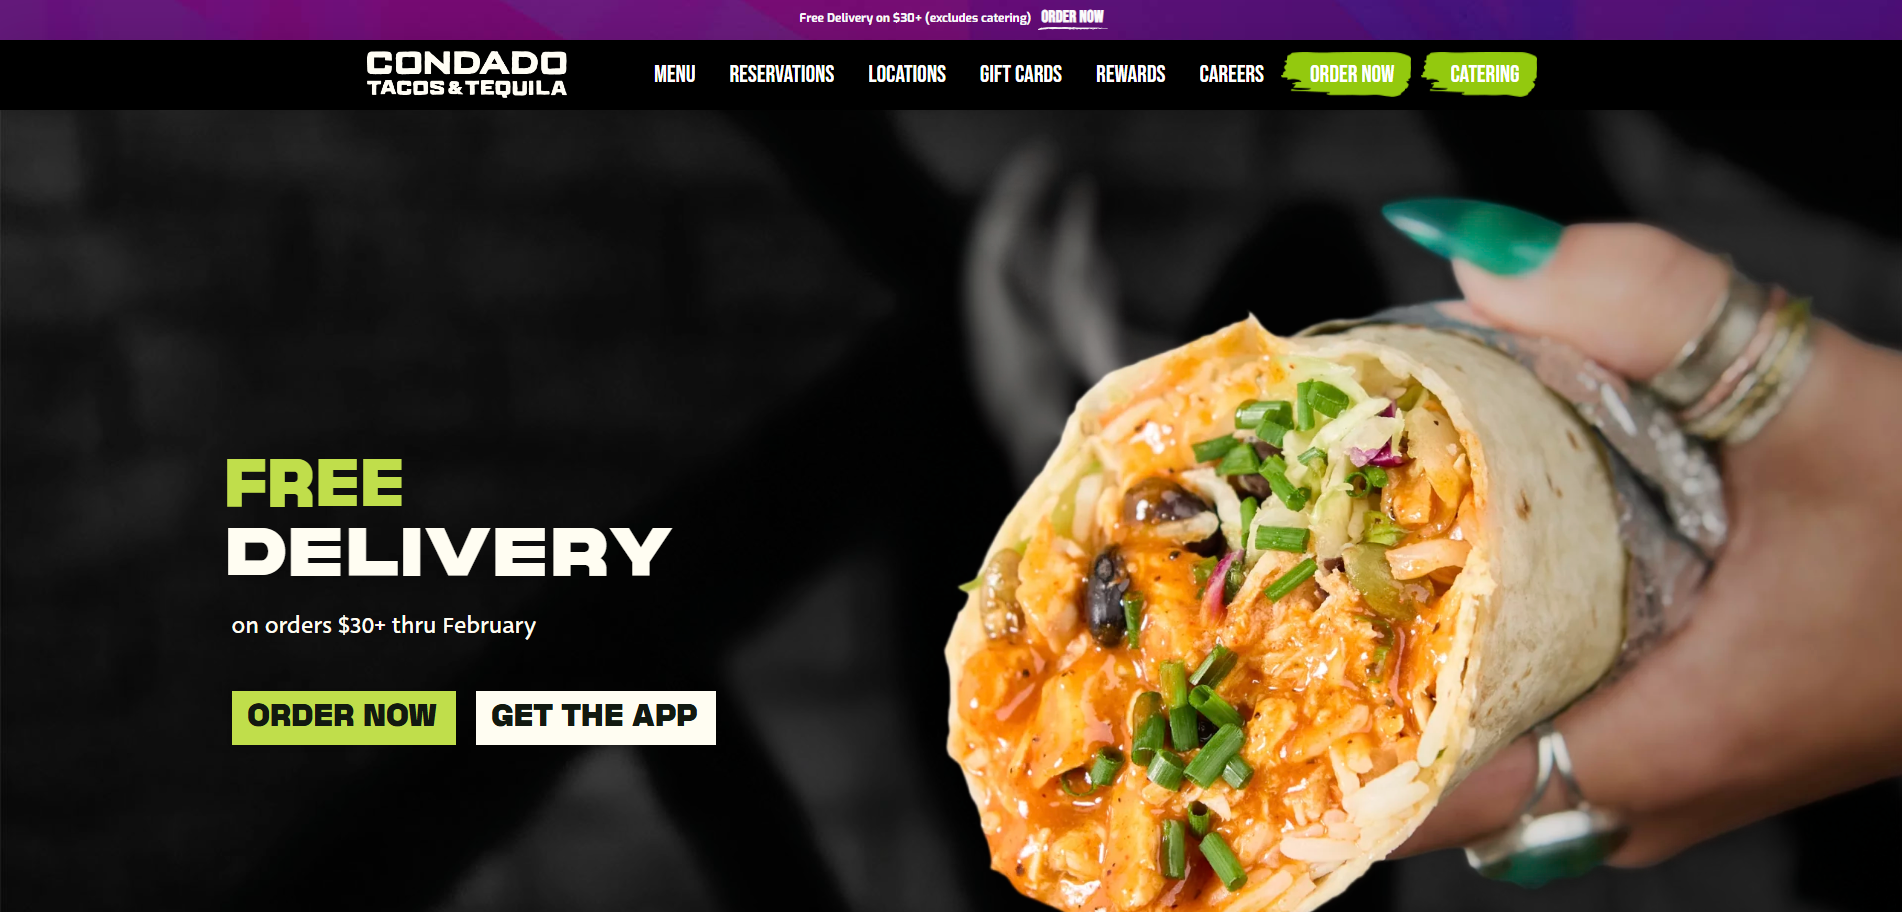 Free Delivery on $30+ (excludes catering) ORDER NOW
CONDADO
TACOS & TEQUILA
MENU RESERVATIONS LOCATIONS GIFT CARDS REWARDS CAREERS ORDER NOW CATERING
FREE
DELIVERY
on orders $30+ thru February
ORDER NOW GET THE APP